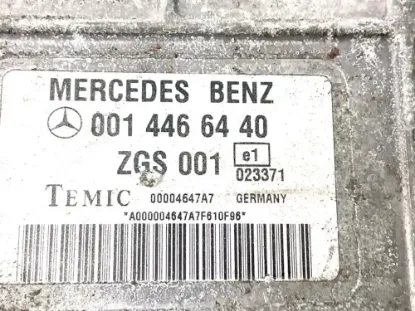 MERCEDES BENZ
001 446 64 40
ZGS 001 e1
023371
TEMIC 00004647A7 GERMANY
*A000004647A7F610F96*